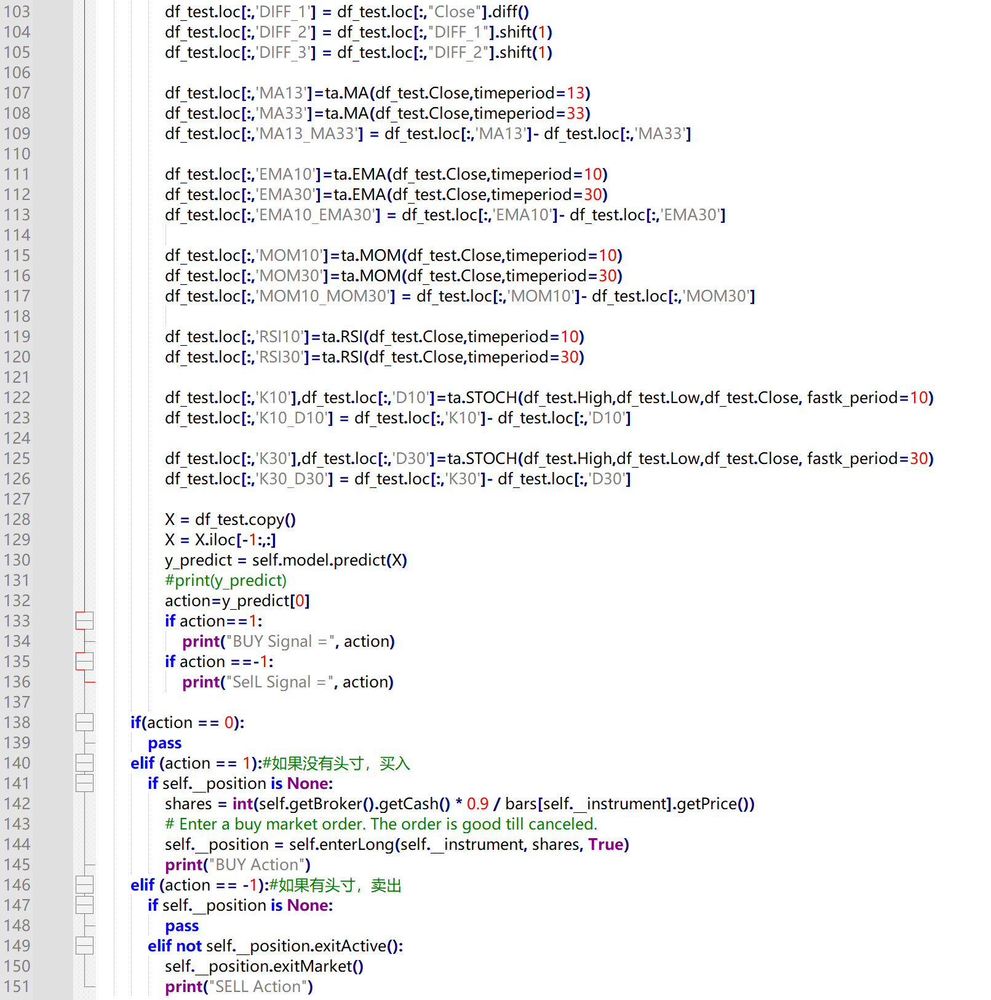 103 df_test.loc[:,'DIFF_1'] = df_test.loc[:,"Close"].diff()
104 df_test.loc[:,'DIFF_2'] = df_test.loc[:,"DIFF_1"].shift(1)
105 df_test.loc[:,'DIFF_3'] = df_test.loc[:,"DIFF_2"].shift(1)
106
107 df_test.loc[:,'MA13']=ta.MA(df_test.Close,timeperiod=13)
108 df_test.loc[:,'MA33']=ta.MA(df_test.Close,timeperiod=33)
109 df_test.loc[:,'MA13_MA33'] = df_test.loc[:,'MA13']- df_test.loc[:,'MA33']
110
111 df_test.loc[:,'EMA10']=ta.EMA(df_test.Close,timeperiod=10)
112 df_test.loc[:,'EMA30']=ta.EMA(df_test.Close,timeperiod=30)
113 df_test.loc[:,'EMA10_EMA30'] = df_test.loc[:,'EMA10']- df_test.loc[:,'EMA30']
114
115 df_test.loc[:,'MOM10']=ta.MOM(df_test.Close,timeperiod=10)
116 df_test.loc[:,'MOM30']=ta.MOM(df_test.Close,timeperiod=30)
117 df_test.loc[:,'MOM10_MOM30'] = df_test.loc[:,'MOM10']- df_test.loc[:,'MOM30']
118
119 df_test.loc[:,'RSI10']=ta.RSI(df_test.Close,timeperiod=10)
120 df_test.loc[:,'RSI30']=ta.RSI(df_test.Close,timeperiod=30)
121
122 df_test.loc[:,'K10'],df_test.loc[:,'D10']=ta.STOCH(df_test.High,df_test.Low,df_test.Close, fastk_period=10)
123 df_test.loc[:,'K10_D10'] = df_test.loc[:,'K10']- df_test.loc[:,'D10']
124
125 df_test.loc[:,'K30'],df_test.loc[:,'D30']=ta.STOCH(df_test.High,df_test.Low,df_test.Close, fastk_period=30)
126 df_test.loc[:,'K30_D30'] = df_test.loc[:,'K30']- df_test.loc[:,'D30']
127
128 X = df_test.copy()
129 X = X.iloc[-1:,:]
130 y_predict = self.model.predict(X)
131 #print(y_predict)
132 action=y_predict[0]
133 if action==1:
134 print("BUY Signal =", action)
135 if action ==-1:
136 print("SelL Signal =", action)
137
138 if(action == 0):
139 pass
140 elif (action == 1):#如果没有头寸，买入
141 if self.__position is None:
142 shares = int(self.getBroker().getCash() * 0.9 / bars[self.__instrument].getPrice())
143 # Enter a buy market order. The order is good till canceled.
144 self.__position = self.enterLong(self.__instrument, shares, True)
145 print("BUY Action")
146 elif (action == -1):#如果有头寸，卖出
147 if self.__position is None:
148 pass
149 elif not self.__position.exitActive():
150 self.__position.exitMarket()
151 print("SELL Action")